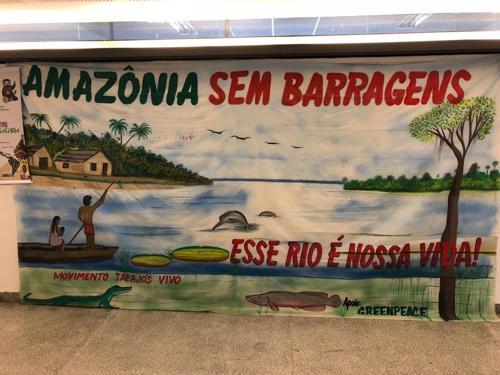 AMAZÔNIA SEM BARRAGENS
ESSE RIO É NOSSA VIDA!
MOVIMENTO TAPAJÓS VIVO
Apoio
GREENPEACE